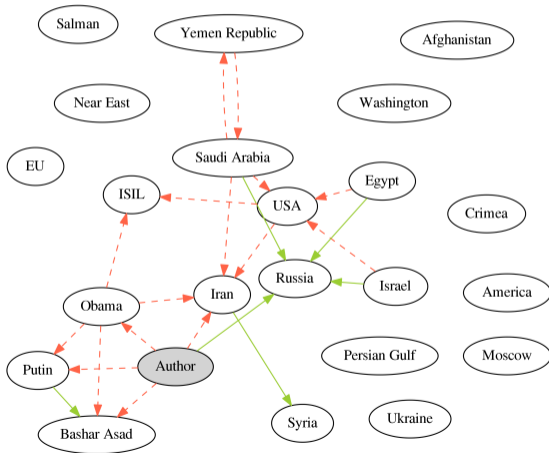 Salman
Yemen Republic
Afghanistan
Near East
Washington
Saudi Arabia
EU
ISIL
Egypt
USA
Crimea
Russia
Iran
Israel
America
Obama
Persian Gulf
Moscow
Putin
Author
Syria
Ukraine
Bashar Asad